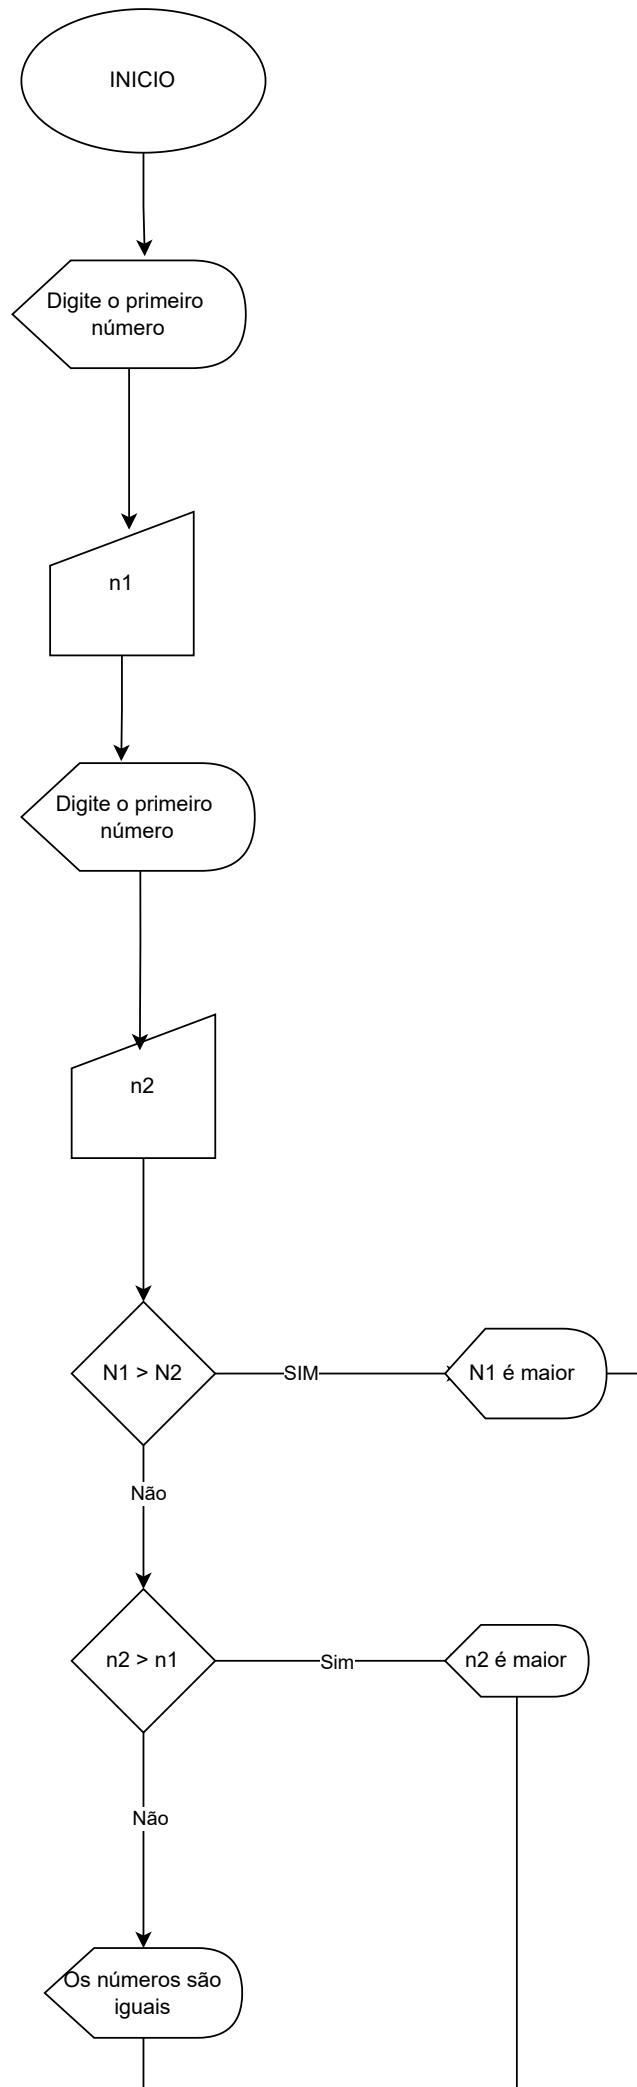 INICIO
Digite o primeiro
número
n1
Digite o primeiro
número
n2
N1 > N2
SIM
N1 é maior
Não
n2 > n1
Sim
n2 é maior
Não
Os números são
iguais